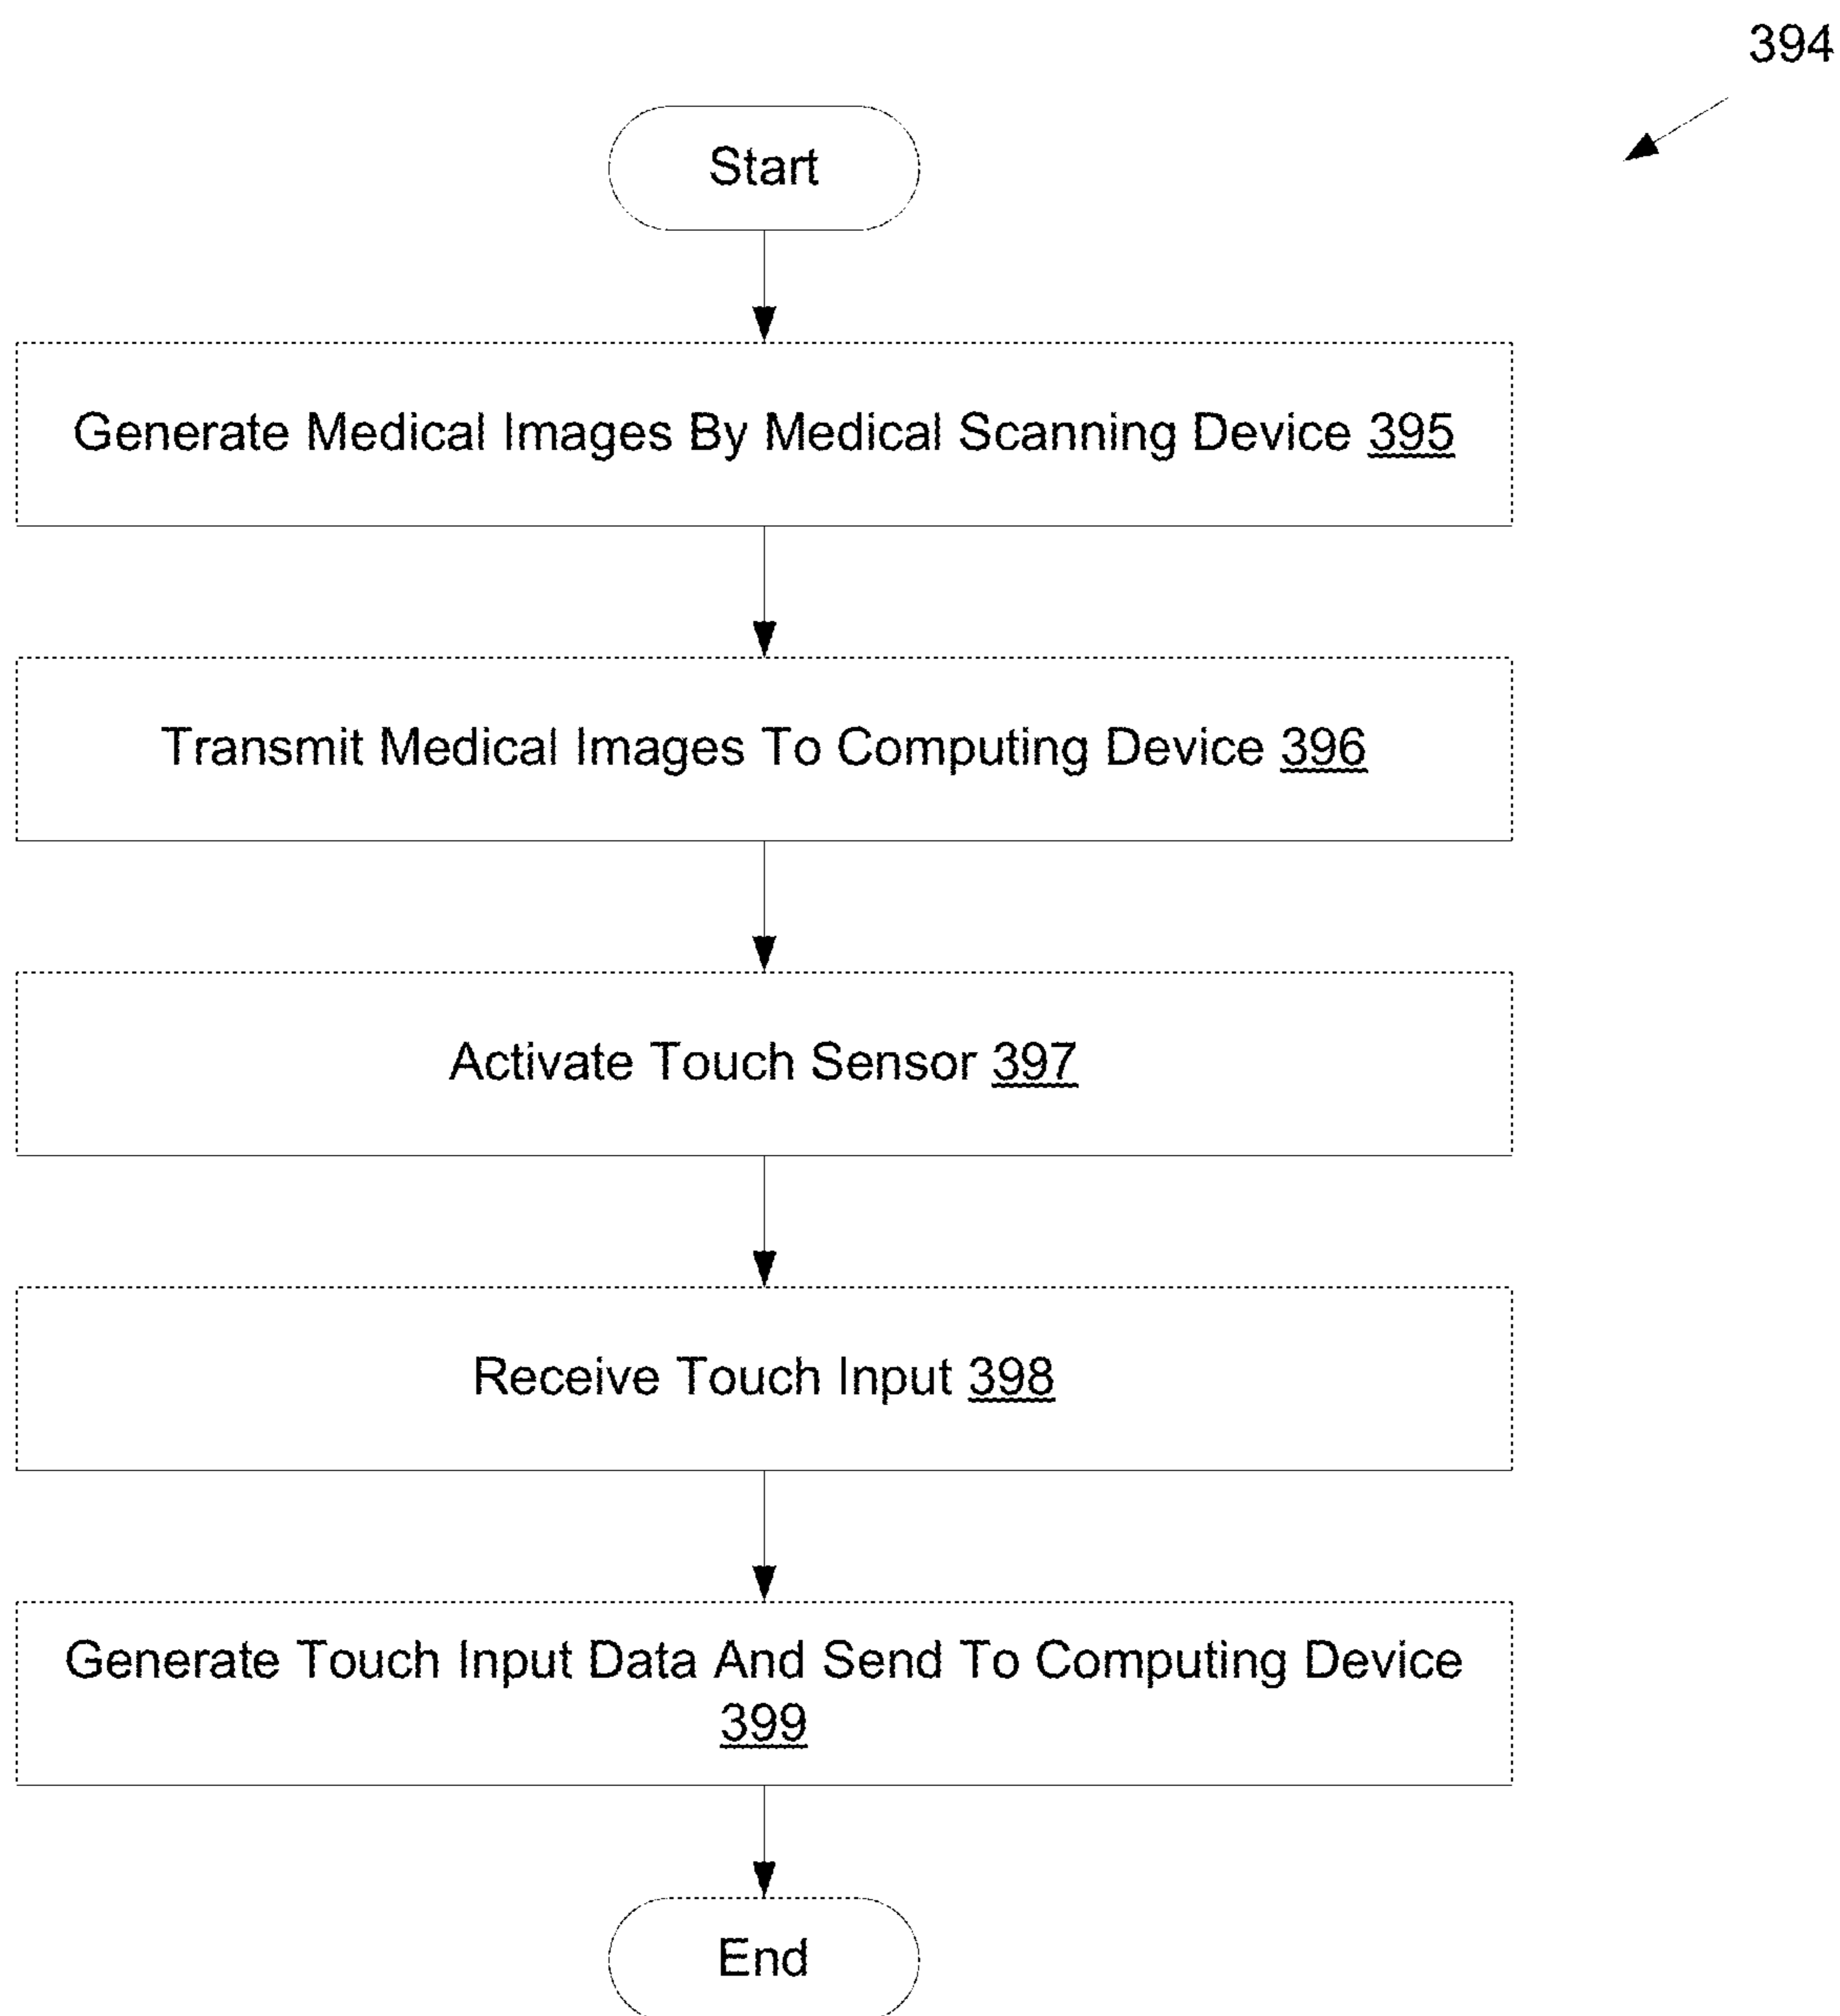 394
Start
Generate Medical Images By Medical Scanning Device 395
Transmit Medical Images To Computing Device 396
Activate Touch Sensor 397
Receive Touch Input 398
Generate Touch Input Data And Send To Computing Device
399
End